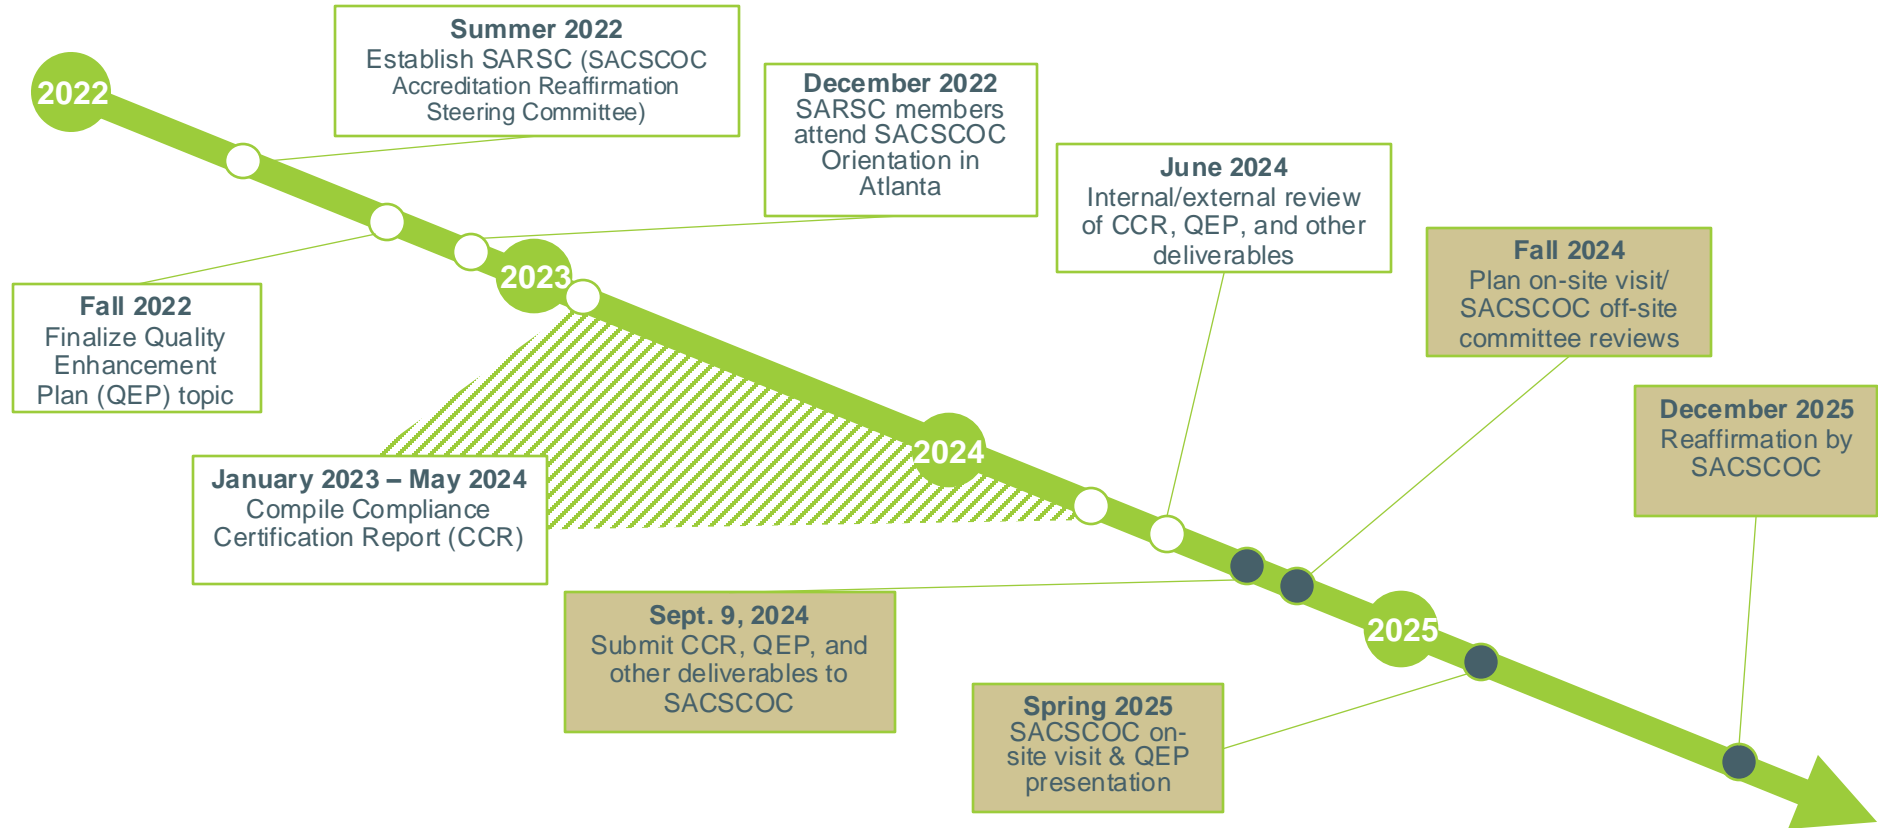 2022
Summer 2022
Establish SARSC (SACSCOC
Accreditation Reaffirmation
Steering Committee)
December 2022
SARSC members
attend SACSCOC
Orientation in
Atlanta
June 2024
Internal/external review
of CCR, QEP, and other
deliverables
Fall 2024
Plan on-site visit/
SACSCOC off-site
committee reviews
2023
Fall 2022
Finalize Quality
Enhancement
Plan (QEP) topic
December 2025
Reaffirmation by
SACSCOC
2024
January 2023 – May 2024
Compile Compliance
Certification Report (CCR)
Sept. 9, 2024
Submit CCR, QEP, and
other deliverables to
SACSCOC
2025
Spring 2025
SACSCOC on-
site visit & QEP
presentation